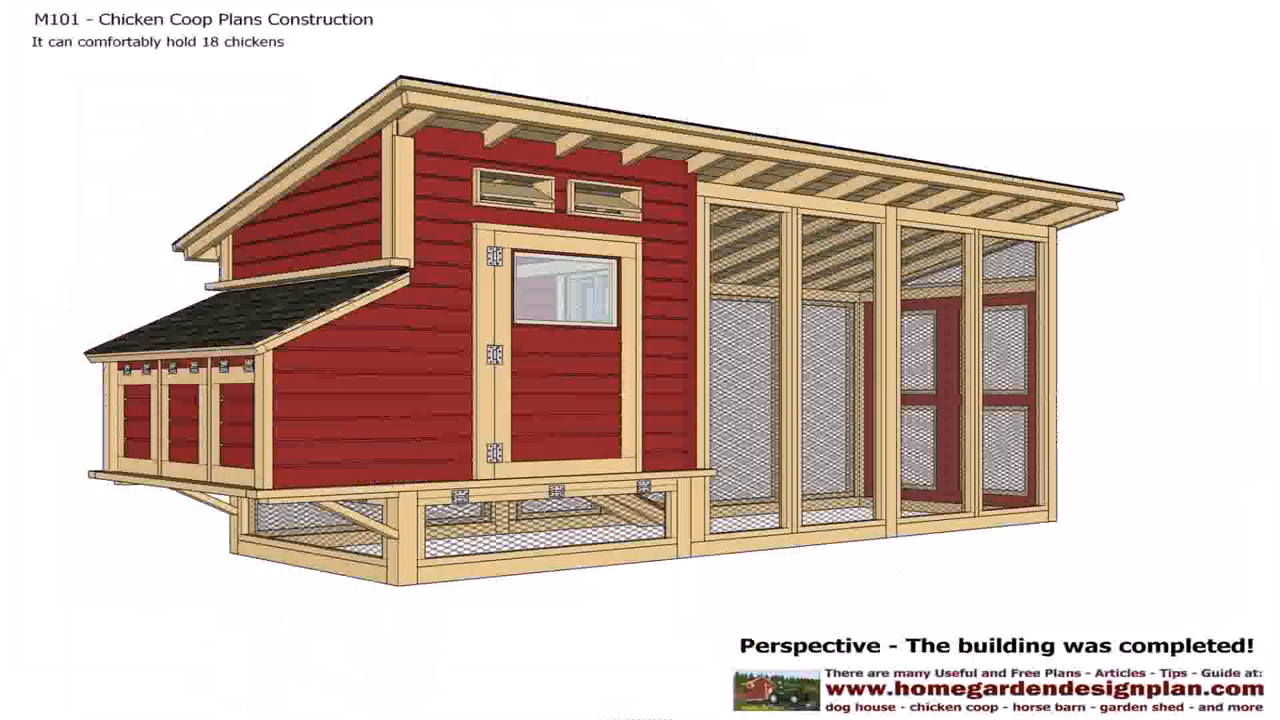 M101 - Chicken Coop Plans Construction
It can comfortably hold 18 chickens
Perspective - The building was completed!
There are many Useful and Free Plans - Articles - Tips - Guide at:
www.homegardendesignplan.com
dog house - chicken coop - horse barn - garden shed - and more